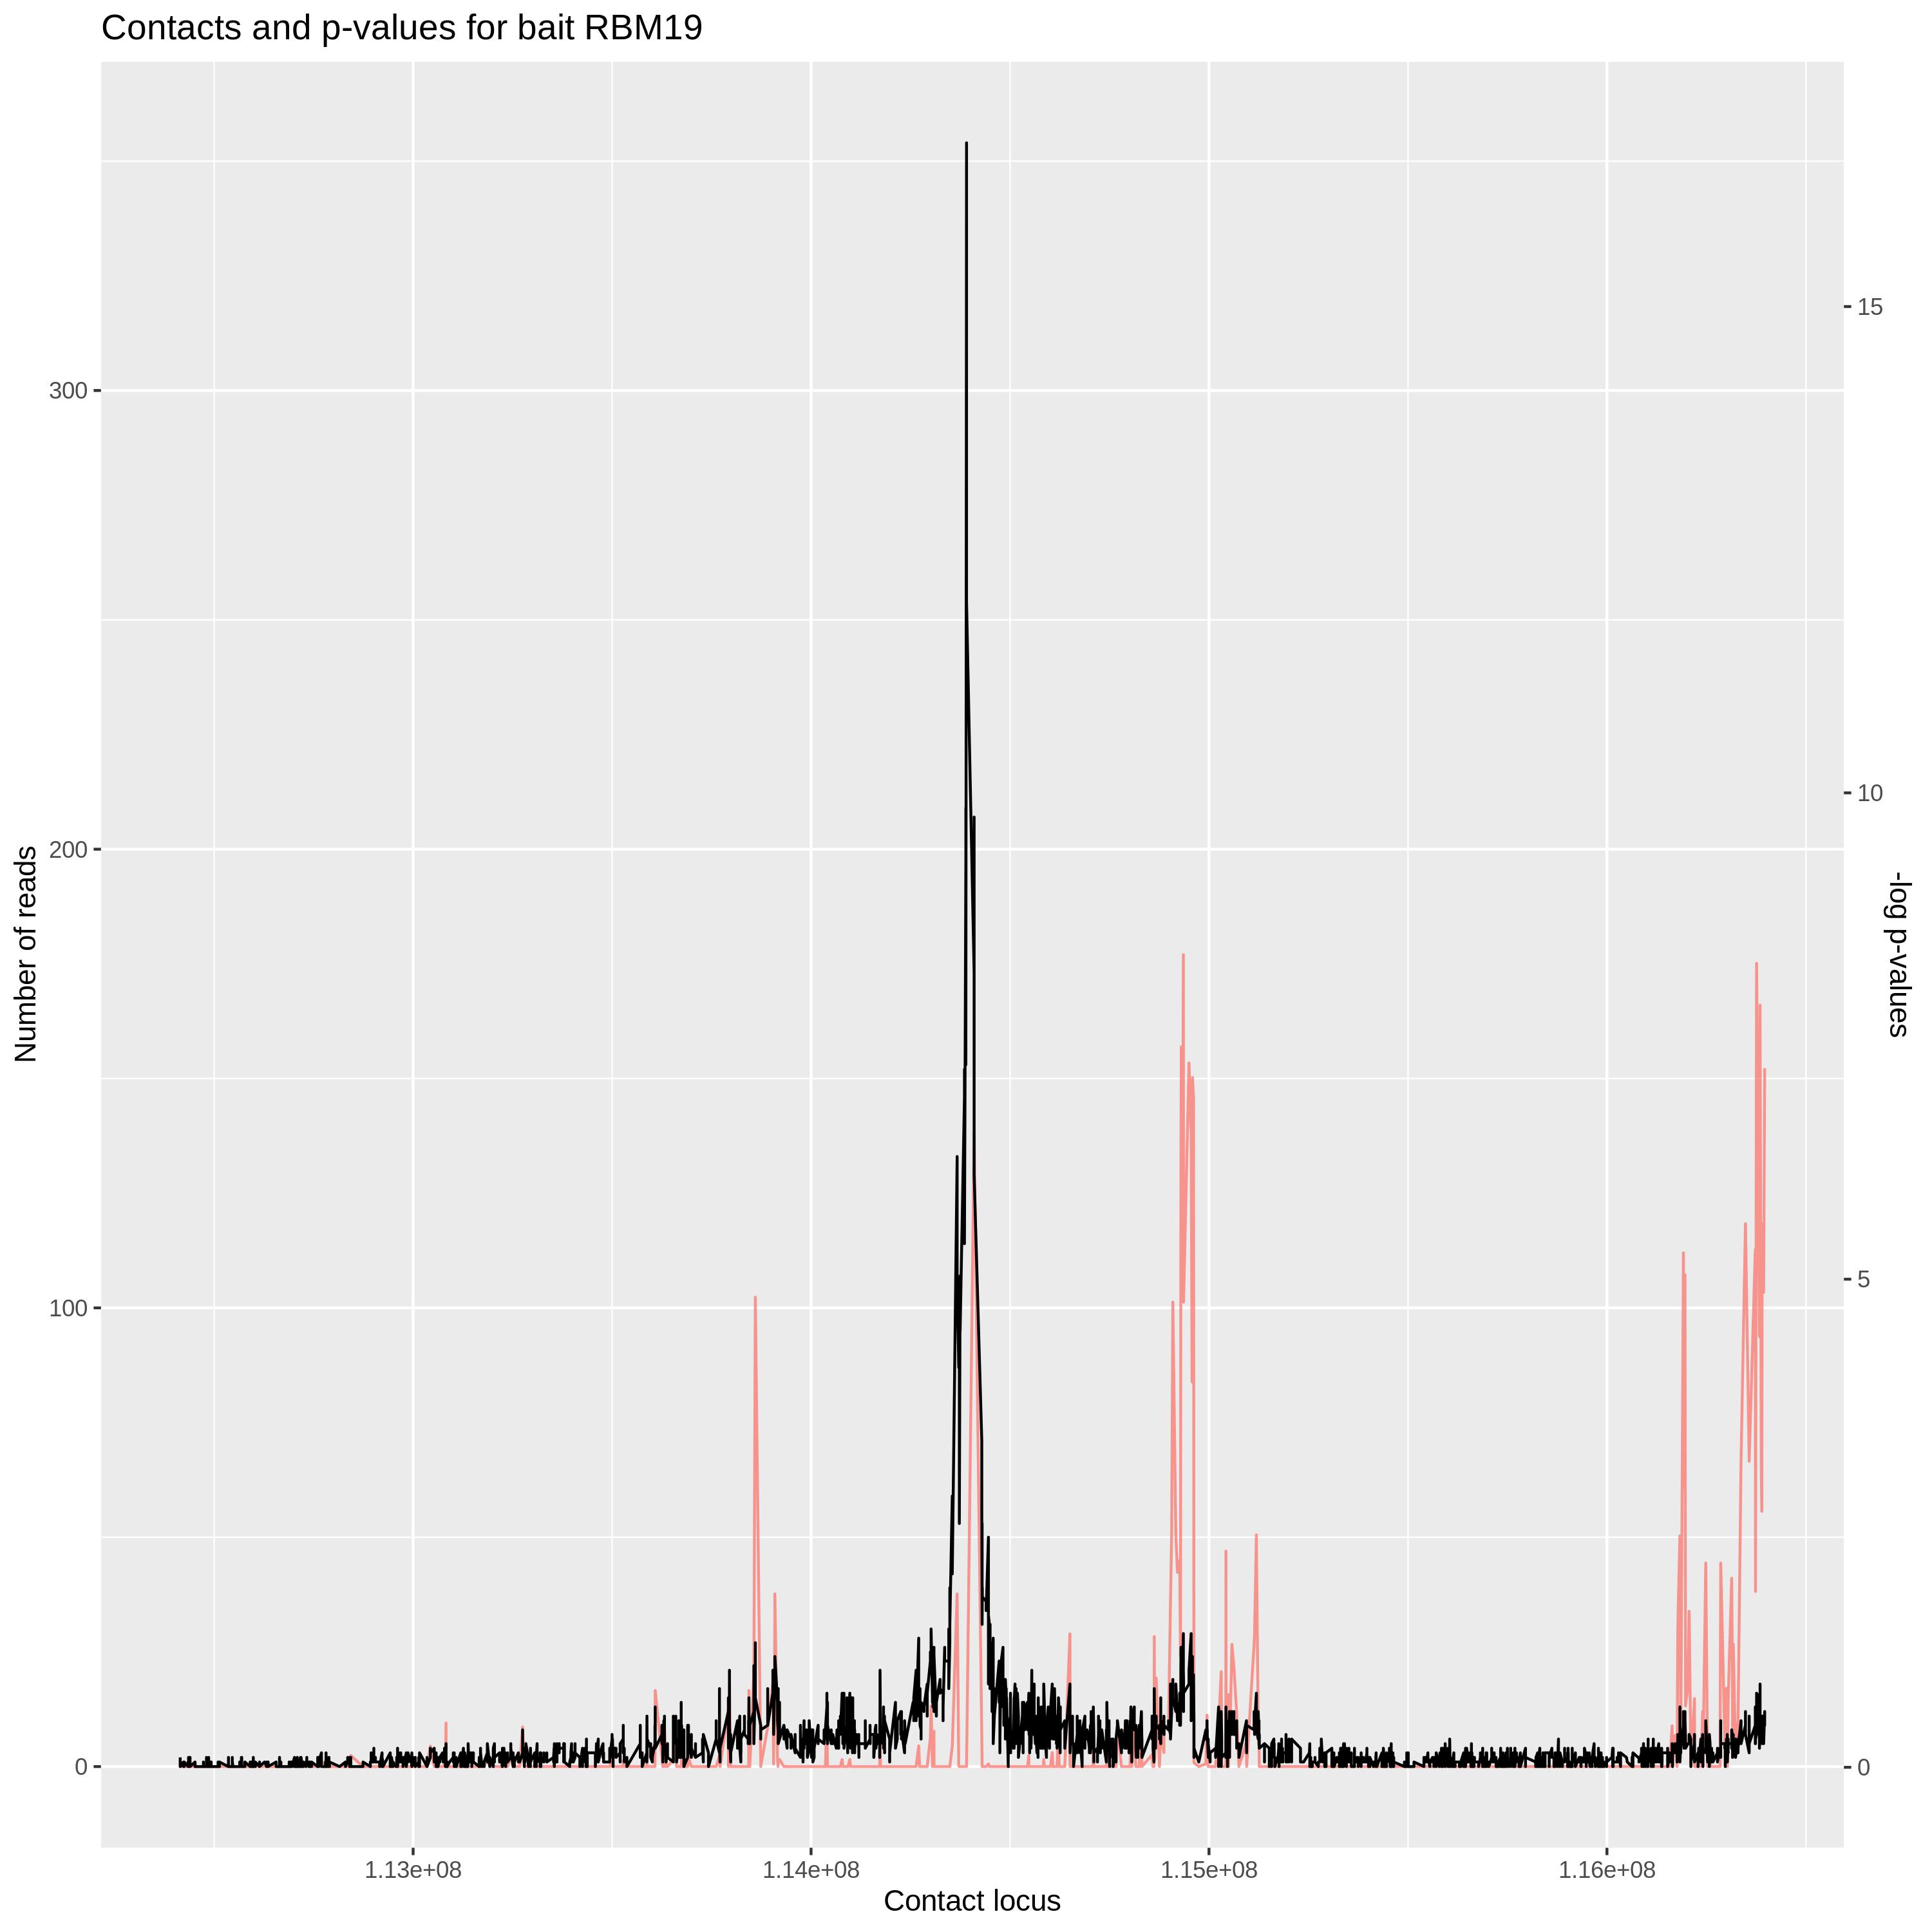 Contacts and p-values for bait RBM19
Number of reads
300
200
100
0
15
10
5
0
-log p-values
1.13e+08
1.14e+08
1.15e+08
1.16e+08
Contact locus